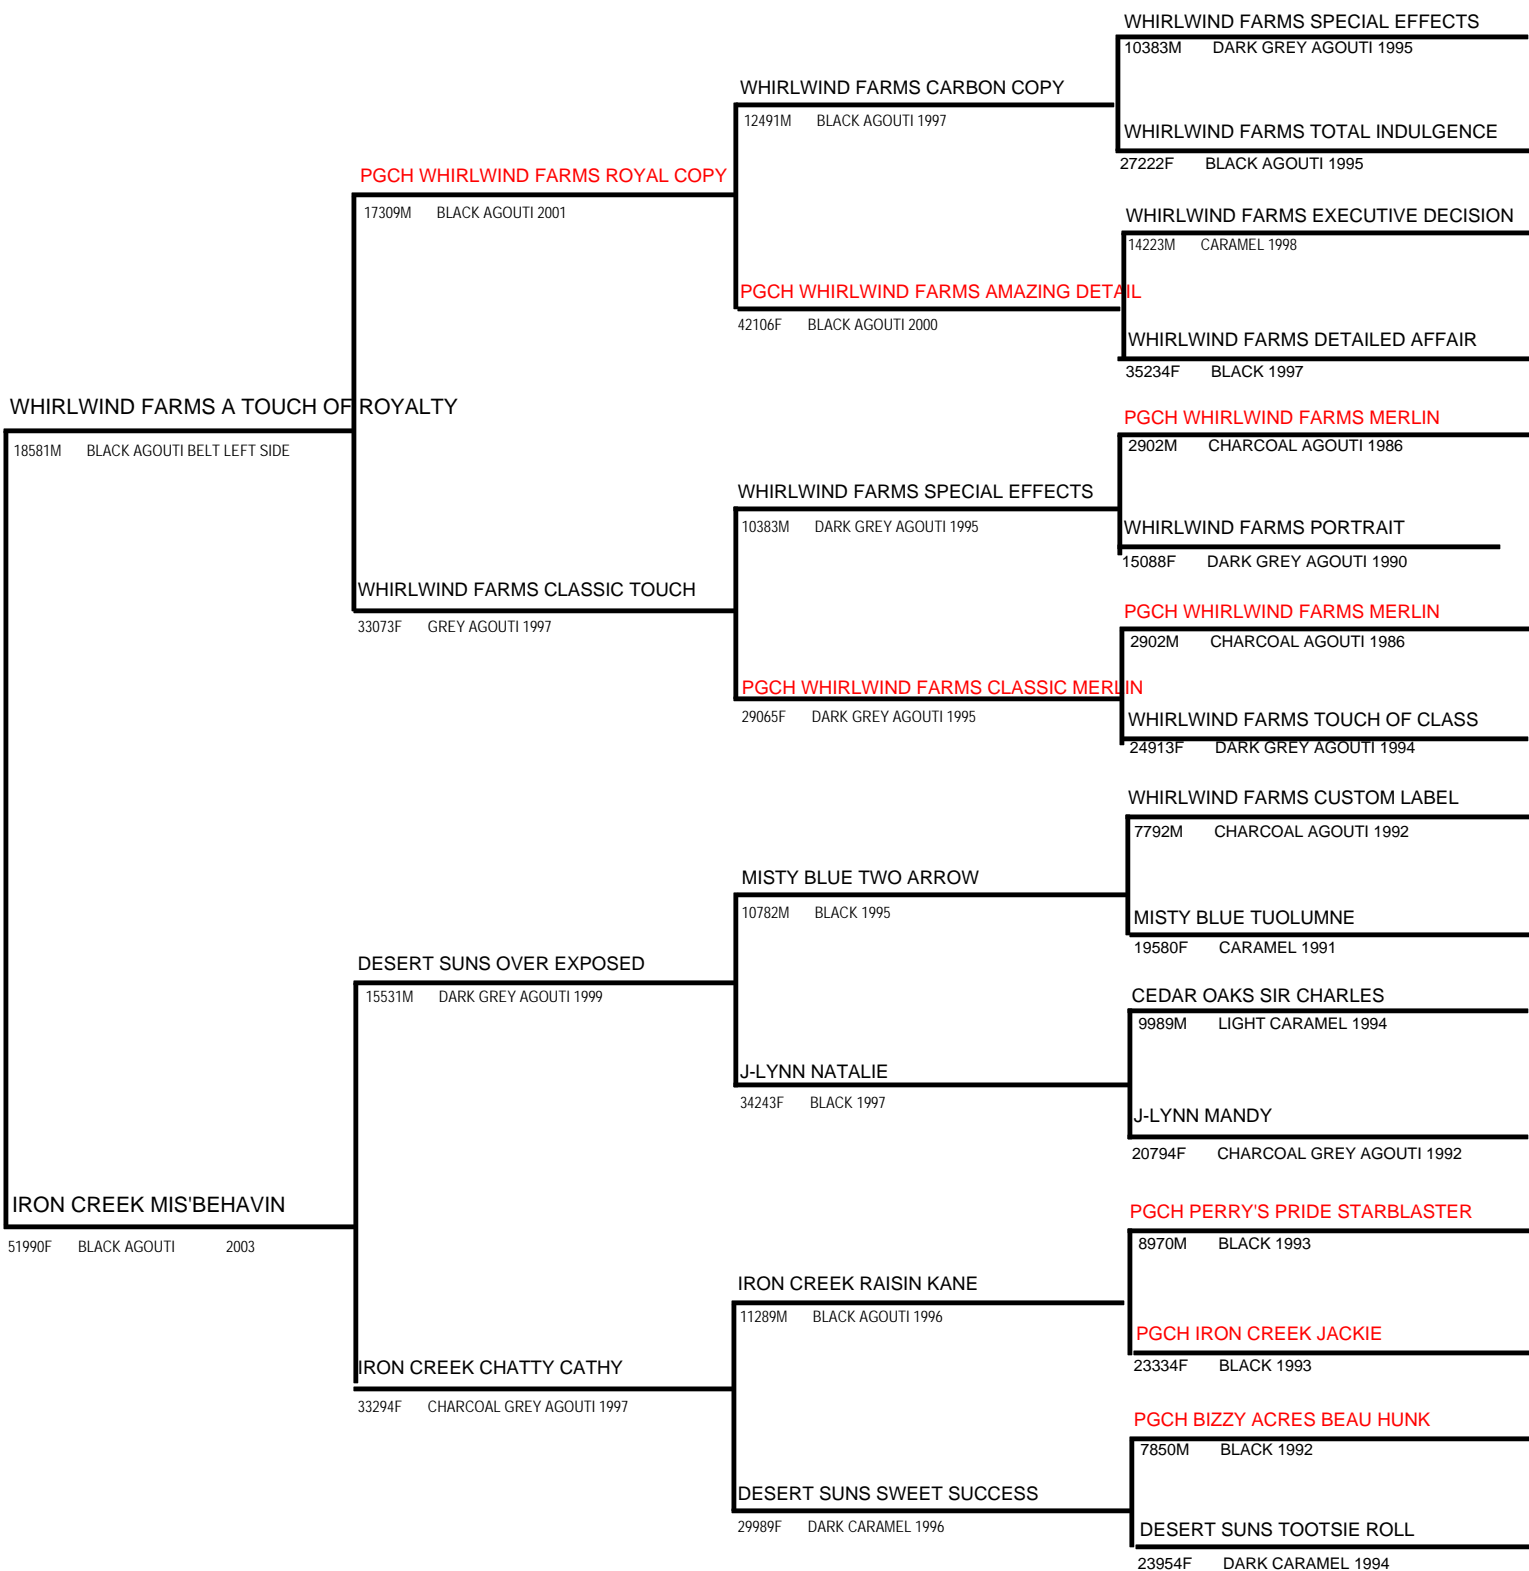 WHIRLWIND FARMS SPECIAL EFFECTS
10383M DARK GREY AGOUTI 1995
WHIRLWIND FARMS CARBON COPY
12491M BLACK AGOUTI 1997
WHIRLWIND FARMS TOTAL INDULGENCE
27222F BLACK AGOUTI 1995
PGCH WHIRLWIND FARMS ROYAL COPY
17309M BLACK AGOUTI 2001
WHIRLWIND FARMS EXECUTIVE DECISION
14223M CARAMEL 1998
PGCH WHIRLWIND FARMS AMAZING DETAIL
42106F BLACK AGOUTI 2000
WHIRLWIND FARMS DETAILED AFFAIR
35234F BLACK 1997
WHIRLWIND FARMS A TOUCH OF ROYALTY
18581M BLACK AGOUTI BELT LEFT SIDE
PGCH WHIRLWIND FARMS MERLIN
2902M CHARCOAL AGOUTI 1986
WHIRLWIND FARMS SPECIAL EFFECTS
10383M DARK GREY AGOUTI 1995
WHIRLWIND FARMS PORTRAIT
15088F DARK GREY AGOUTI 1990
WHIRLWIND FARMS CLASSIC TOUCH
33073F GREY AGOUTI 1997
PGCH WHIRLWIND FARMS MERLIN
2902M CHARCOAL AGOUTI 1986
PGCH WHIRLWIND FARMS CLASSIC MERLIN
29065F DARK GREY AGOUTI 1995
WHIRLWIND FARMS TOUCH OF CLASS
24913F DARK GREY AGOUTI 1994
WHIRLWIND FARMS CUSTOM LABEL
7792M CHARCOAL AGOUTI 1992
MISTY BLUE TWO ARROW
10782M BLACK 1995
MISTY BLUE TUOLUMNE
19580F CARAMEL 1991
DESERT SUNS OVER EXPOSED
15531M DARK GREY AGOUTI 1999
CEDAR OAKS SIR CHARLES
9989M LIGHT CARAMEL 1994
J-LYNN NATALIE
34243F BLACK 1997
J-LYNN MANDY
20794F CHARCOAL GREY AGOUTI 1992
IRON CREEK MIS'BEHAVIN
51990F BLACK AGOUTI 2003
PGCH PERRY'S PRIDE STARBLASTER
8970M BLACK 1993
IRON CREEK RAISIN KANE
11289M BLACK AGOUTI 1996
PGCH IRON CREEK JACKIE
23334F BLACK 1993
IRON CREEK CHATTY CATHY
33294F CHARCOAL GREY AGOUTI 1997
PGCH BIZZY ACRES BEAU HUNK
7850M BLACK 1992
DESERT SUNS SWEET SUCCESS
29989F DARK CARAMEL 1996
DESERT SUNS TOOTSIE ROLL
23954F DARK CARAMEL 1994